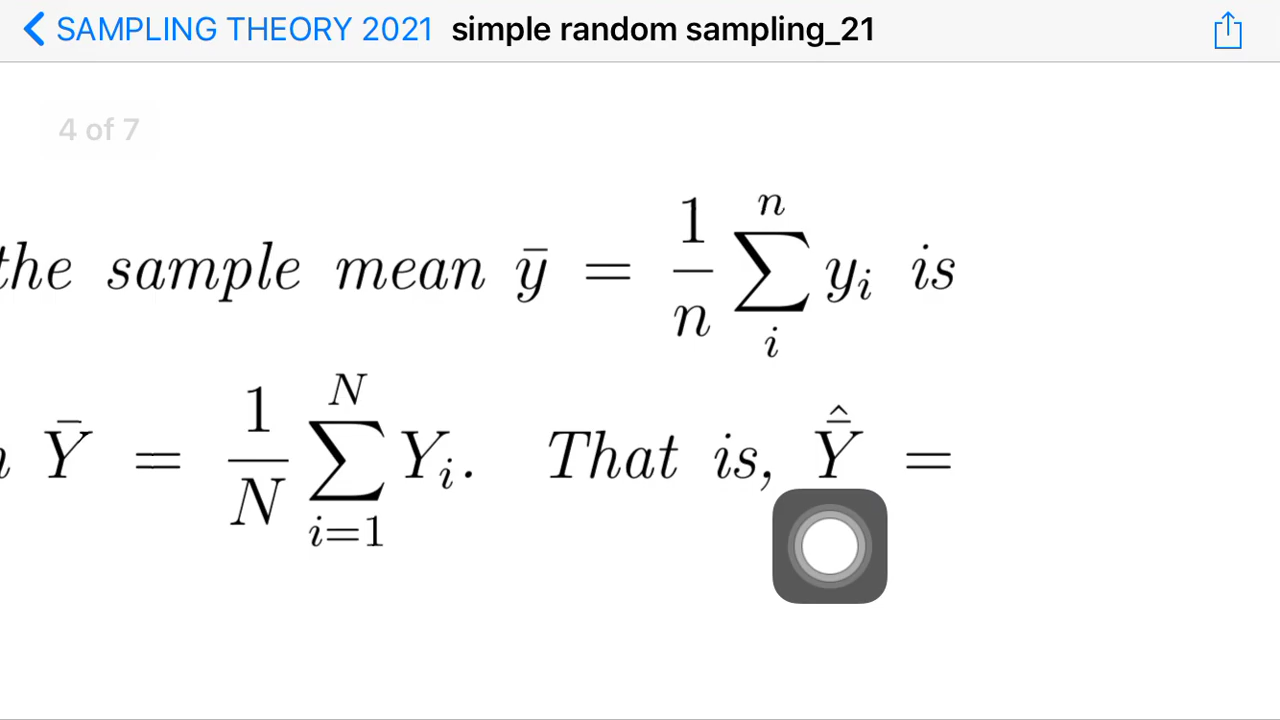 SAMPLING THEORY 2021 simple random sampling_21
4 of 7
the sample mean ȳ = 1/n ∑_i^n y_i is
Ȳ = 1/N ∑_{i=1}^N Y_i. That is, Ȳ̂ =